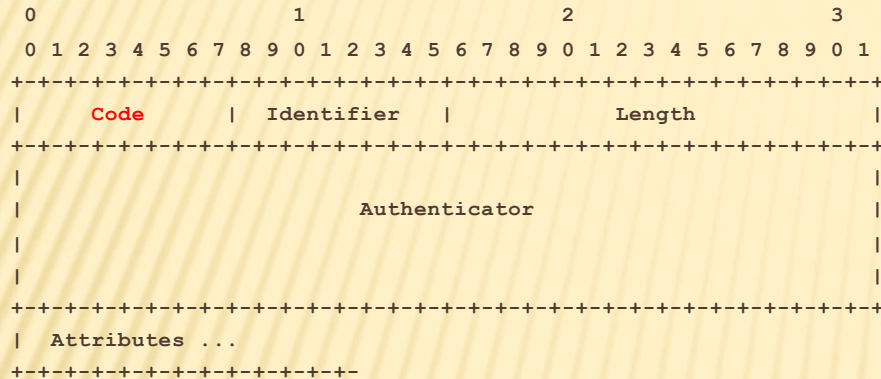 0                   1                   2                   3
 0 1 2 3 4 5 6 7 8 9 0 1 2 3 4 5 6 7 8 9 0 1 2 3 4 5 6 7 8 9 0 1
+-+-+-+-+-+-+-+-+-+-+-+-+-+-+-+-+-+-+-+-+-+-+-+-+-+-+-+-+-+-+-+-+
|     Code      |  Identifier   |            Length             |
+-+-+-+-+-+-+-+-+-+-+-+-+-+-+-+-+-+-+-+-+-+-+-+-+-+-+-+-+-+-+-+-+
|                                                               |
|                         Authenticator                         |
|                                                               |
|                                                               |
+-+-+-+-+-+-+-+-+-+-+-+-+-+-+-+-+-+-+-+-+-+-+-+-+-+-+-+-+-+-+-+-+
|  Attributes ...
+-+-+-+-+-+-+-+-+-+-+-+-+-